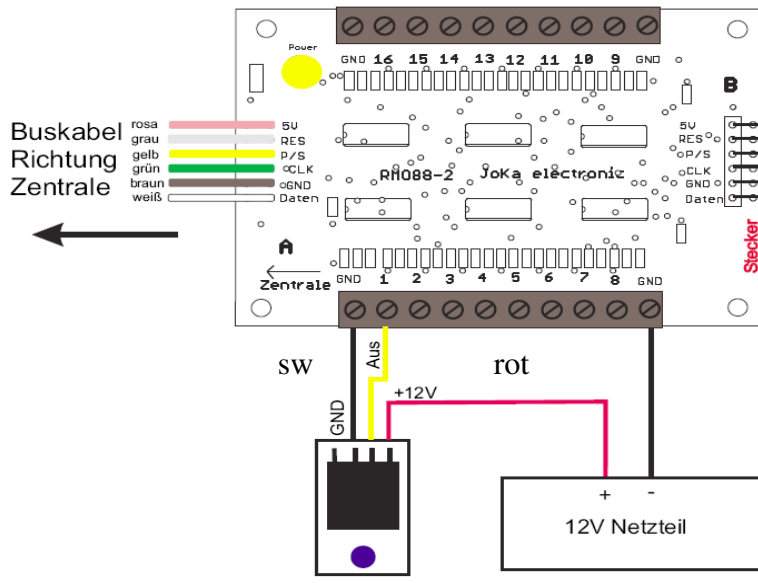 Power
GND 16 15 14 13 12 11 10 9 GND
B
Buskabel
Richtung
Zentrale
rosa 5V
grau RES
gelb P/S
grün CLK
braun GND
weiß Daten
RM088-2 JoKa electronic
5V
RES
P/S
CLK
GND
Daten
Stecker
A
Zentrale
GND 1 2 3 4 5 6 7 8 GND
sw
Aus
rot
GND
+12V
+ -
12V Netzteil